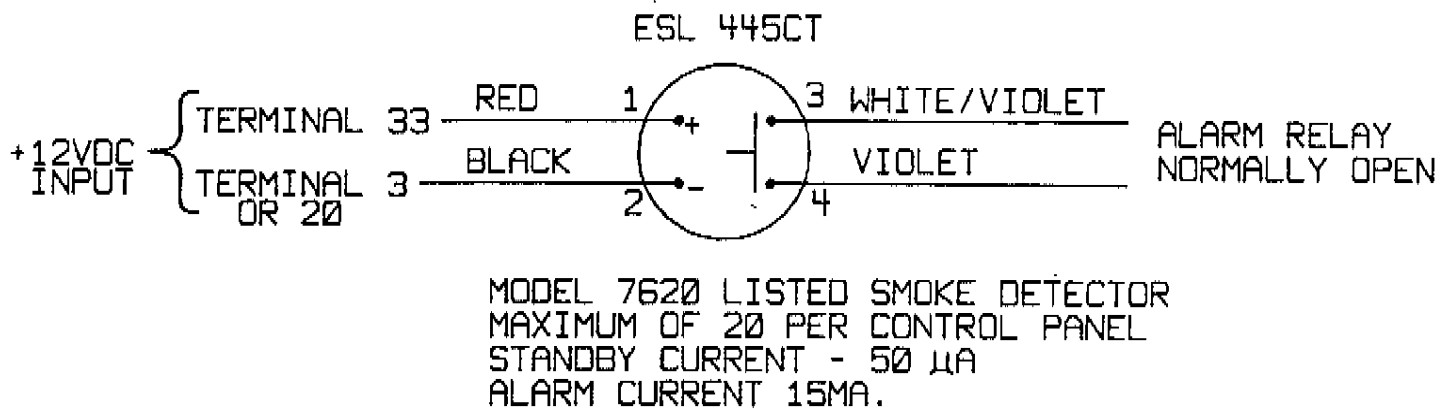 ESL 445CT
+12VDC INPUT
TERMINAL 33
RED
1
+
3
WHITE/VIOLET
TERMINAL 3
OR 20
BLACK
2
-
4
VIOLET
ALARM RELAY
NORMALLY OPEN
MODEL 7620 LISTED SMOKE DETECTOR
MAXIMUM OF 20 PER CONTROL PANEL
STANDBY CURRENT - 50 µA
ALARM CURRENT 15MA.